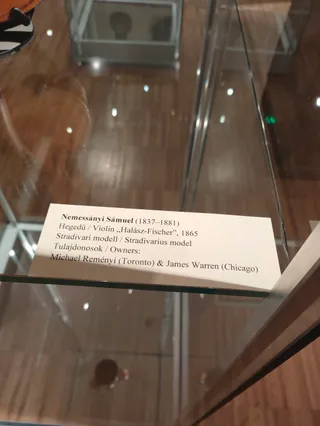 Nemessányi Sámuel (1837–1881)
Hegedű / Violin „Halász-Fischer”, 1865
Stradivari modell / Stradivarius model
Tulajdonosok / Owners:
Michael Reményi (Toronto) & James Warren (Chicago)